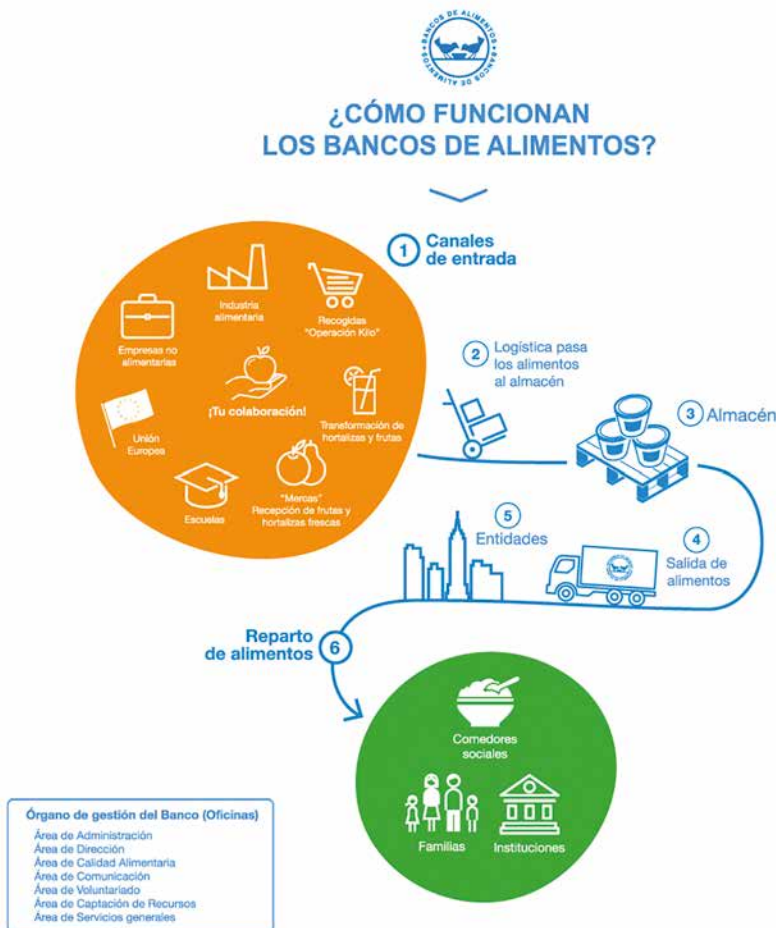 BANCOS DE ALIMENTOS • BANCOS DE ALIMENTOS •
¿CÓMO FUNCIONAN
LOS BANCOS DE ALIMENTOS?
1 Canales
de entrada
Industria
alimentaria
Recogidas
"Operación Kilo"
Empresas no
alimentarias
¡Tu colaboración!
Transformación de
hortalizas y frutas
Unión
Europea
Escuelas
"Mercas"
Recepción de frutas y
hortalizas frescas
2 Logística pasa
los alimentos
al almacén
3 Almacén
4
Salida de
alimentos
5
Entidades
Reparto
de alimentos 6
Comedores
sociales
Familias
Instituciones
Órgano de gestión del Banco (Oficinas)
Área de Administración
Área de Dirección
Área de Calidad Alimentaria
Área de Comunicación
Área de Voluntariado
Área de Captación de Recursos
Área de Servicios generales